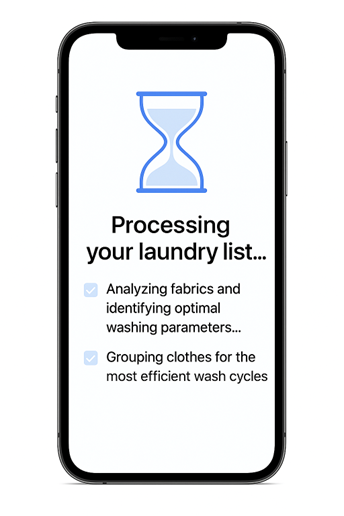 Processing
your laundry list...
Analyzing fabrics and
identifying optimal
washing parameters...
Grouping clothes for the
most efficient wash cycles